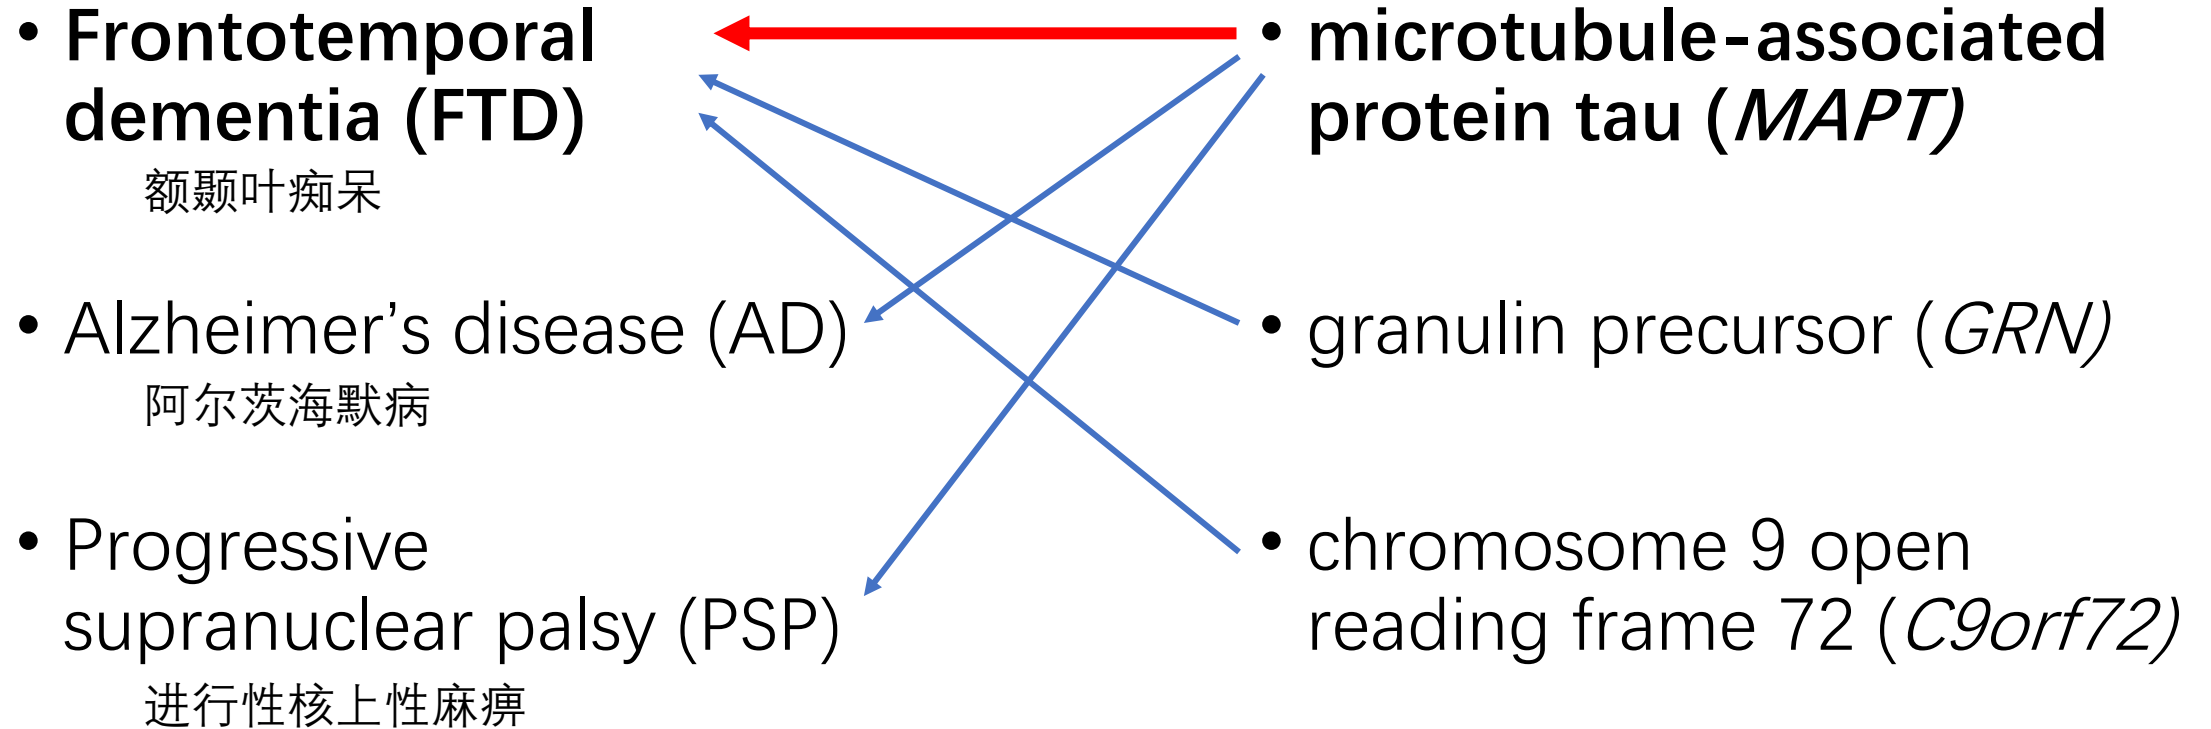 • Frontotemporal
dementia (FTD)
额颞叶痴呆
• Alzheimer’s disease (AD)
阿尔茨海默病
• Progressive
supranuclear palsy (PSP)
进行性核上性麻痹
• microtubule-associated
protein tau (MAPT)
• granulin precursor (GRN)
• chromosome 9 open
reading frame 72 (C9orf72)